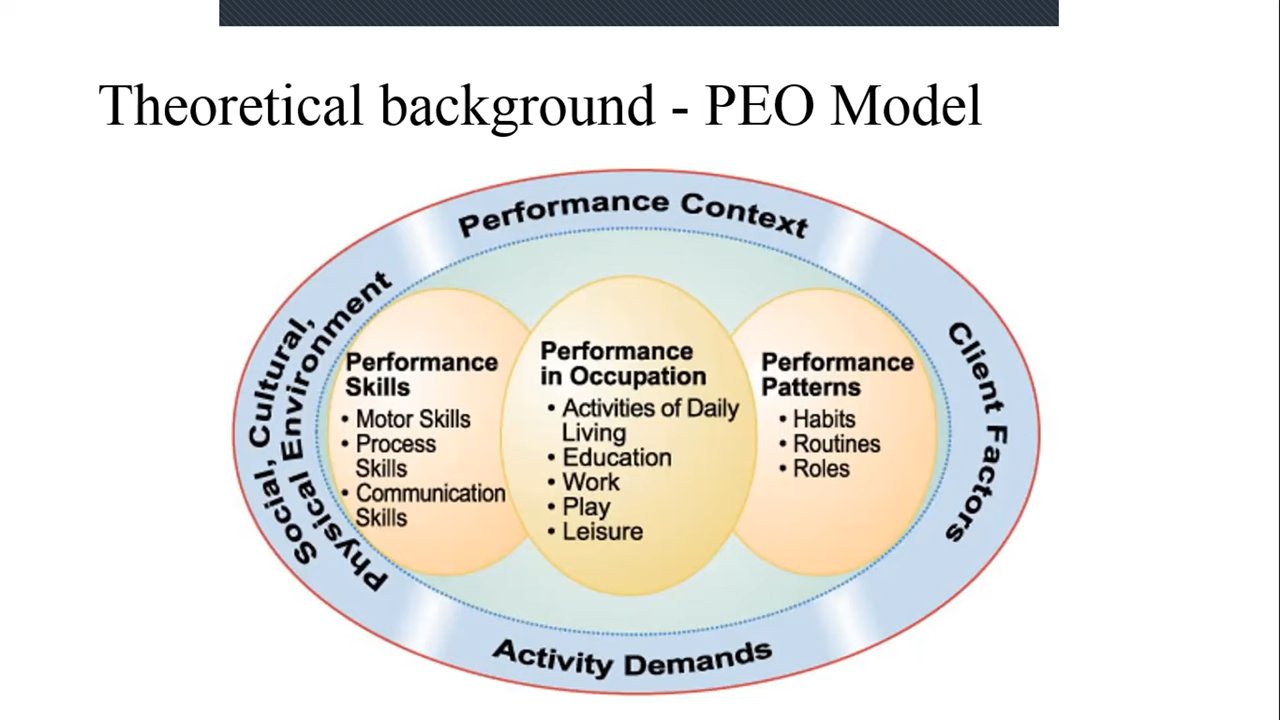 Theoretical background - PEO Model
Performance Context
Social, Cultural,
Physical Environment
Performance
Skills
• Motor Skills
• Process
Skills
• Communication
Skills
Performance
in Occupation
• Activities of Daily
Living
• Education
• Work
• Play
• Leisure
Performance
Patterns
• Habits
• Routines
• Roles
Client Factors
Activity Demands